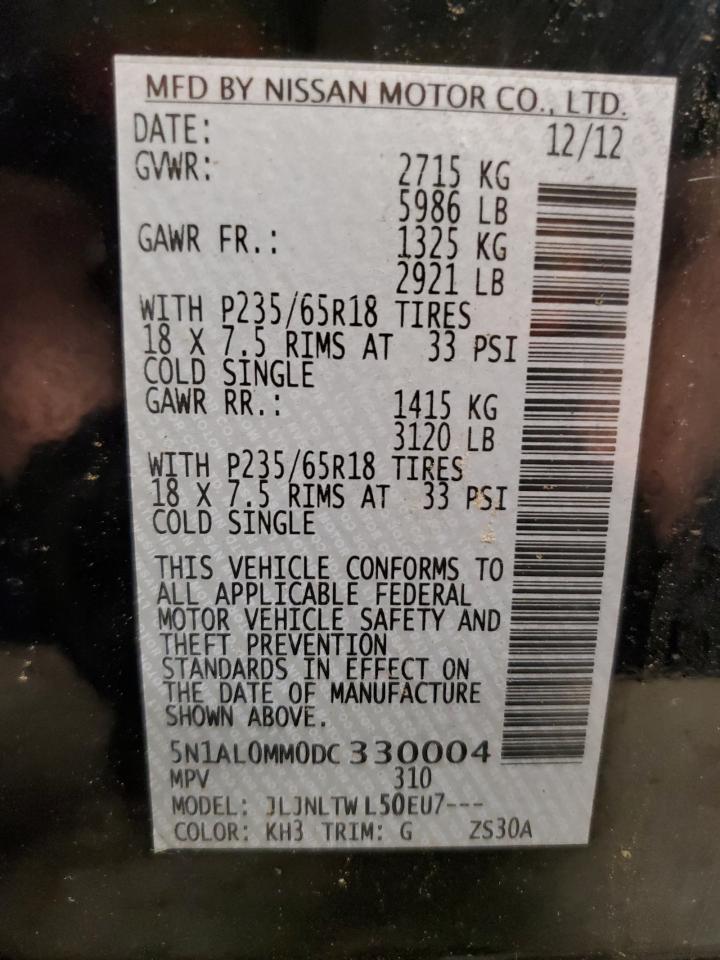 MFD BY NISSAN MOTOR CO., LTD.
DATE: 12/12
GVWR: 2715 KG
5986 LB
GAWR FR.: 1325 KG
2921 LB
WITH P235/65R18 TIRES
18 X 7.5 RIMS AT 33 PSI
COLD SINGLE
GAWR RR.: 1415 KG
3120 LB
WITH P235/65R18 TIRES
18 X 7.5 RIMS AT 33 PSI
COLD SINGLE
THIS VEHICLE CONFORMS TO
ALL APPLICABLE FEDERAL
MOTOR VEHICLE SAFETY AND
THEFT PREVENTION
STANDARDS IN EFFECT ON
THE DATE OF MANUFACTURE
SHOWN ABOVE.
5N1AL0MM0DC 330004
MPV 310
MODEL: JLJNLTW L50EU7---
COLOR: KH3 TRIM: G ZS30A